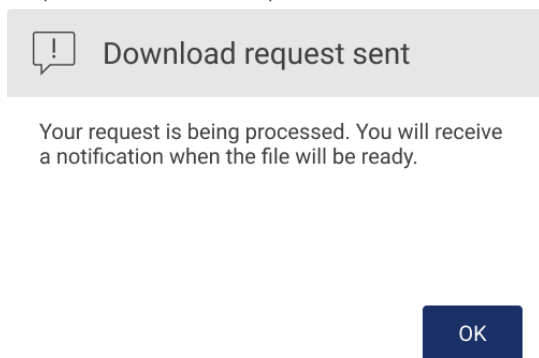 !
Download request sent
Your request is being processed. You will receive
a notification when the file will be ready.
OK